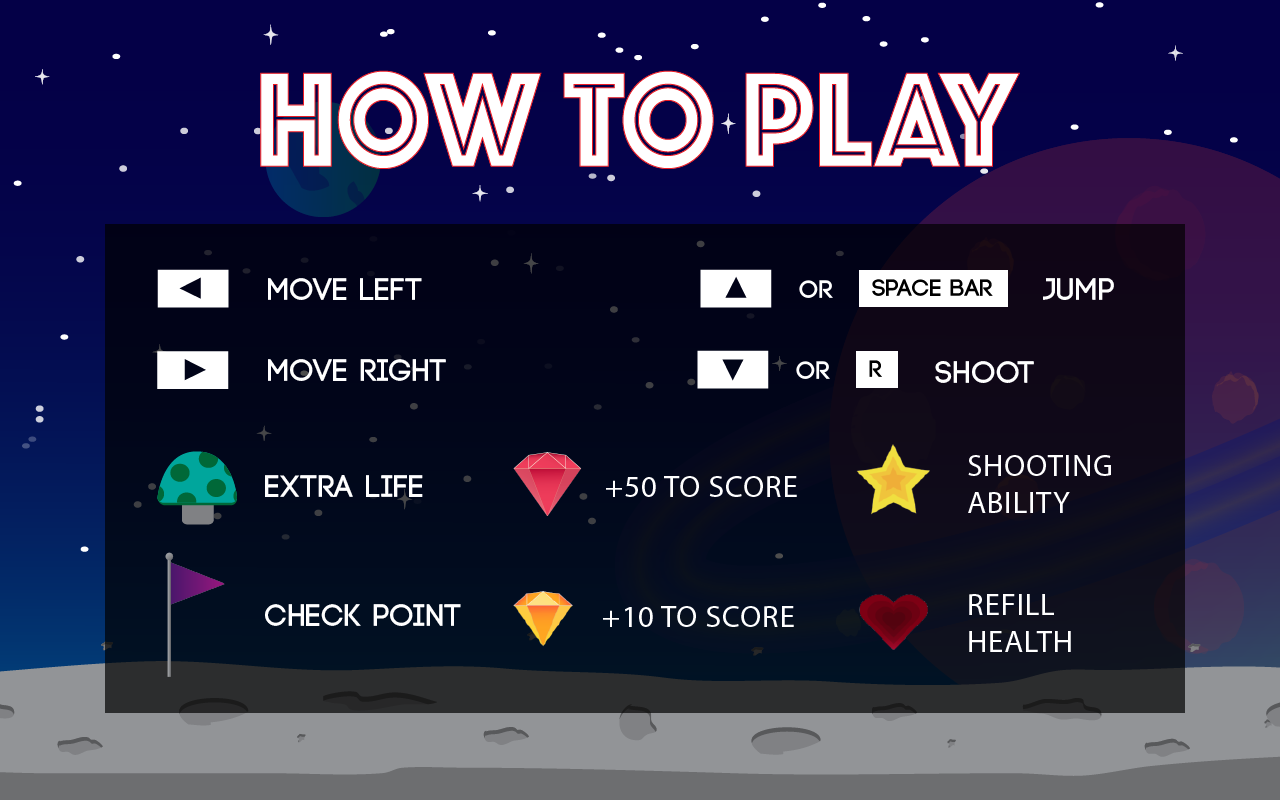 HOW TO PLAY
MOVE LEFT
OR SPACE BAR JUMP
MOVE RIGHT
OR R SHOOT
EXTRA LIFE
+50 TO SCORE
SHOOTING
ABILITY
CHECK POINT
+10 TO SCORE
REFILL
HEALTH